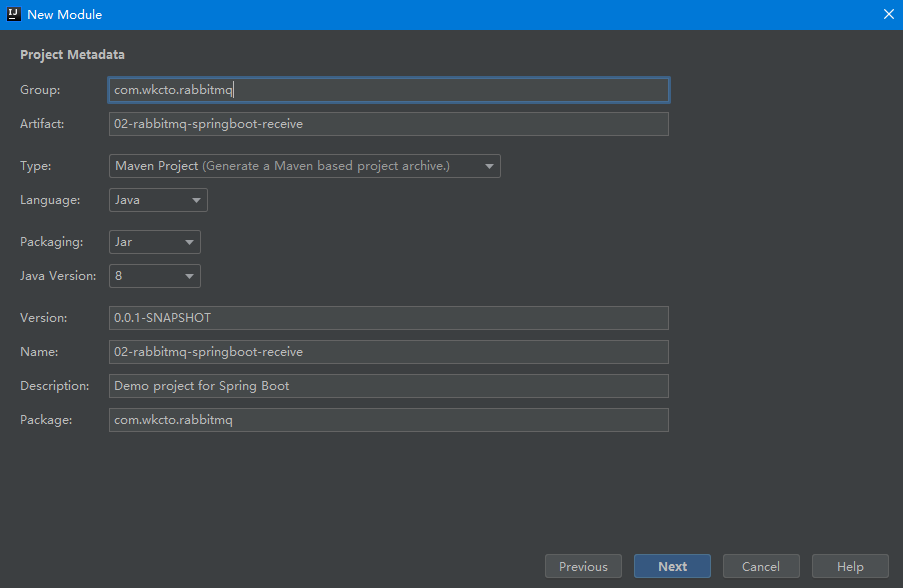 IJ New Module
Project Metadata
Group: com.wkcto.rabbitmq
Artifact: 02-rabbitmq-springboot-receive
Type: Maven Project (Generate a Maven based project archive.)
Language: Java
Packaging: Jar
Java Version: 8
Version: 0.0.1-SNAPSHOT
Name: 02-rabbitmq-springboot-receive
Description: Demo project for Spring Boot
Package: com.wkcto.rabbitmq
Previous Next Cancel Help